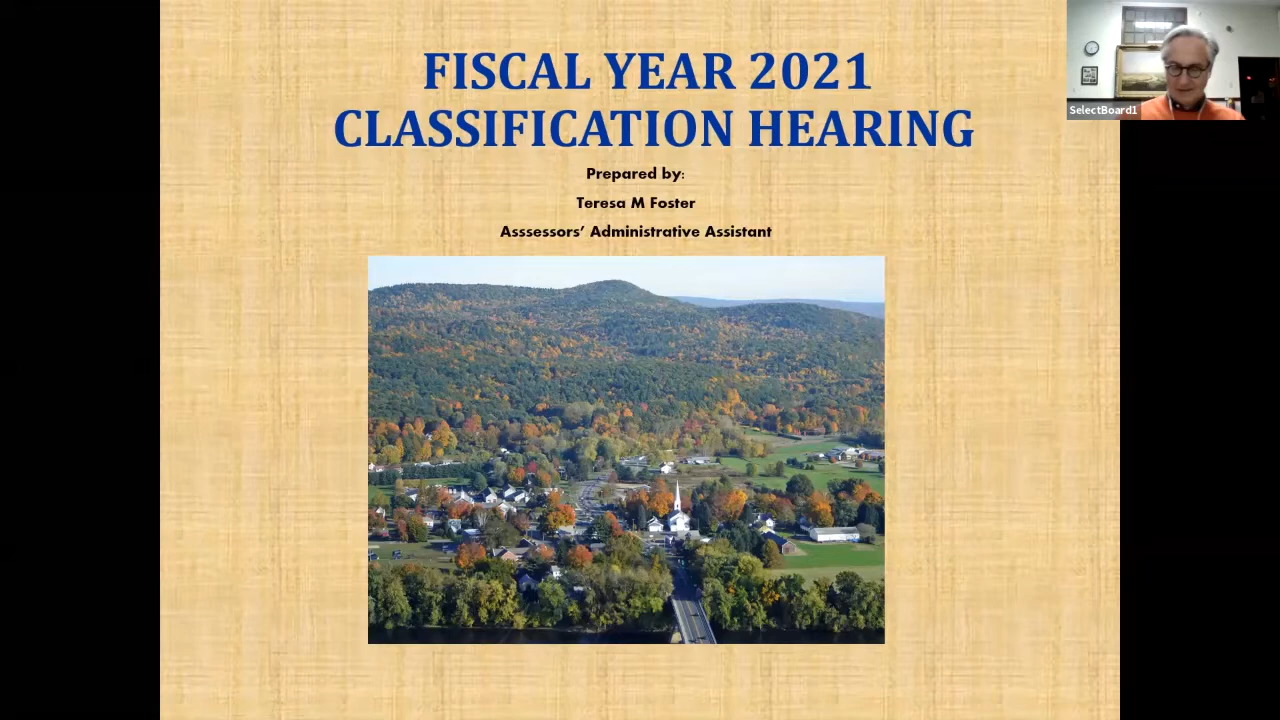 FISCAL YEAR 2021
CLASSIFICATION HEARING
Prepared by:
Teresa M Foster
Asssessors’ Administrative Assistant
SelectBoard1